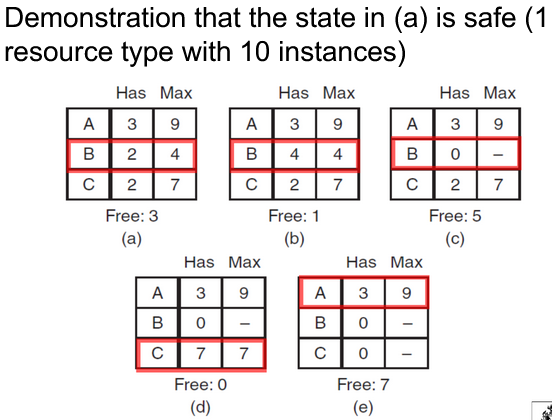 Demonstration that the state in (a) is safe (1
resource type with 10 instances)
Has Max
A 3 9
B 2 4
C 2 7
Free: 3
(a)
Has Max
A 3 9
B 4 4
C 2 7
Free: 1
(b)
Has Max
A 3 9
B 0 –
C 2 7
Free: 5
(c)
Has Max
A 3 9
B 0 –
C 7 7
Free: 0
(d)
Has Max
A 3 9
B 0 –
C 0 –
Free: 7
(e)